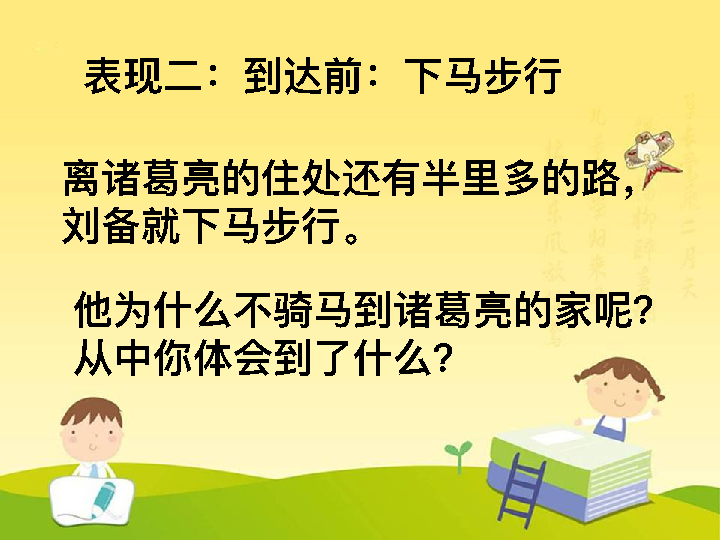 表现二：到达前：下马步行
离诸葛亮的住处还有半里多的路，
刘备就下马步行。
他为什么不骑马到诸葛亮的家呢?
从中你体会到了什么?